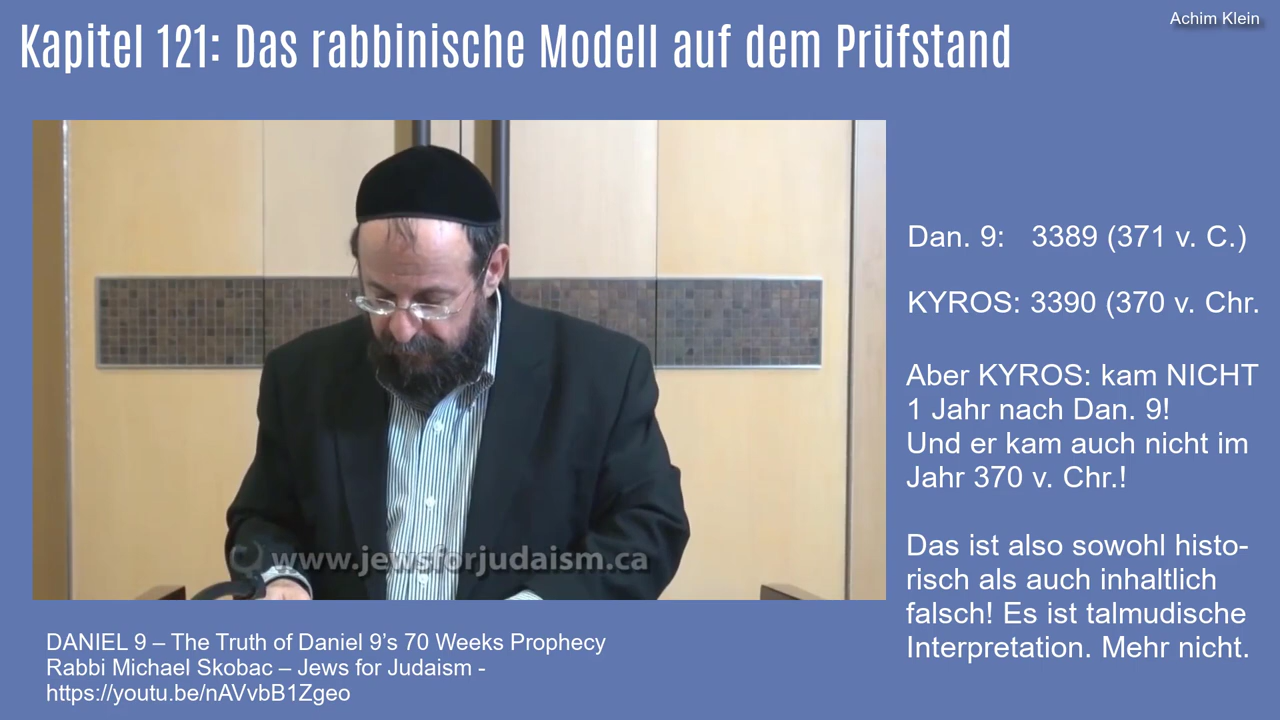 Achim Klein
Kapitel 121: Das rabbinische Modell auf dem Prüfstand
www.jewsforjudaism.ca
DANIEL 9 – The Truth of Daniel 9’s 70 Weeks Prophecy
Rabbi Michael Skobac – Jews for Judaism -
https://youtu.be/nAVvbB1Zgeo
Dan. 9: 3389 (371 v. C.)
KYROS: 3390 (370 v. Chr.
Aber KYROS: kam NICHT
1 Jahr nach Dan. 9!
Und er kam auch nicht im
Jahr 370 v. Chr.!
Das ist also sowohl histo-
risch als auch inhaltlich
falsch! Es ist talmudische
Interpretation. Mehr nicht.